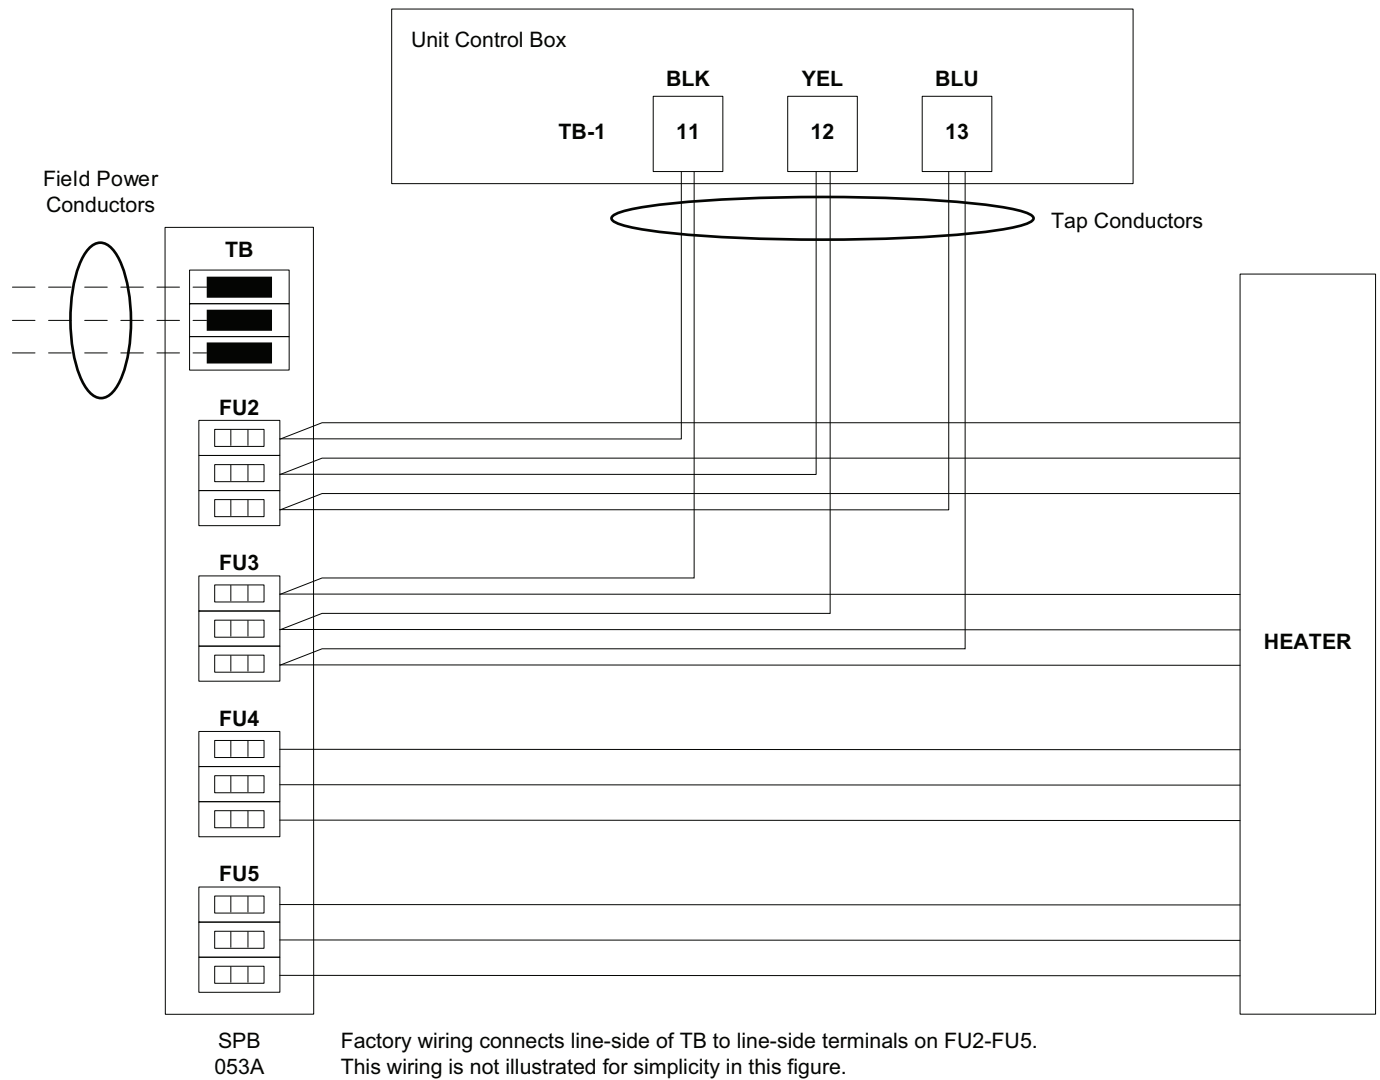 Unit Control Box
BLK YEL BLU
TB-1 11 12 13
Field Power
Conductors
Tap Conductors
TB
FU2
FU3
HEATER
FU4
FU5
SPB
053A
Factory wiring connects line-side of TB to line-side terminals on FU2-FU5.
This wiring is not illustrated for simplicity in this figure.